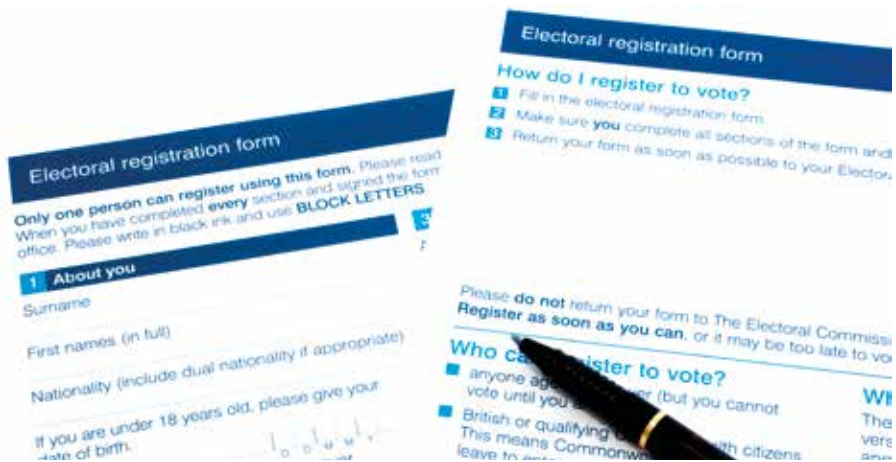 Electoral registration form
Only one person can register using this form. Please read
When you have completed every section and signed the form
office. Please write in black ink and use BLOCK LETTERS
1 About you
Surname
First names (in full)
Nationality (include dual nationality if appropriate)
If you are under 18 years old, please give your
date of birth.
D D M M Y
3
Electoral registration form
How do I register to vote?
1 Fill in the electoral registration form.
2 Make sure you complete all sections of the form and
3 Return your form as soon as possible to your Electora
Please do not return your form to The Electoral Commissi
Register as soon as you can, or it may be too late to vo
Who can register to vote?
anyone (but you cannot
vote until you
British or qualifying citizens
This means
leave to
Wh
The
vers